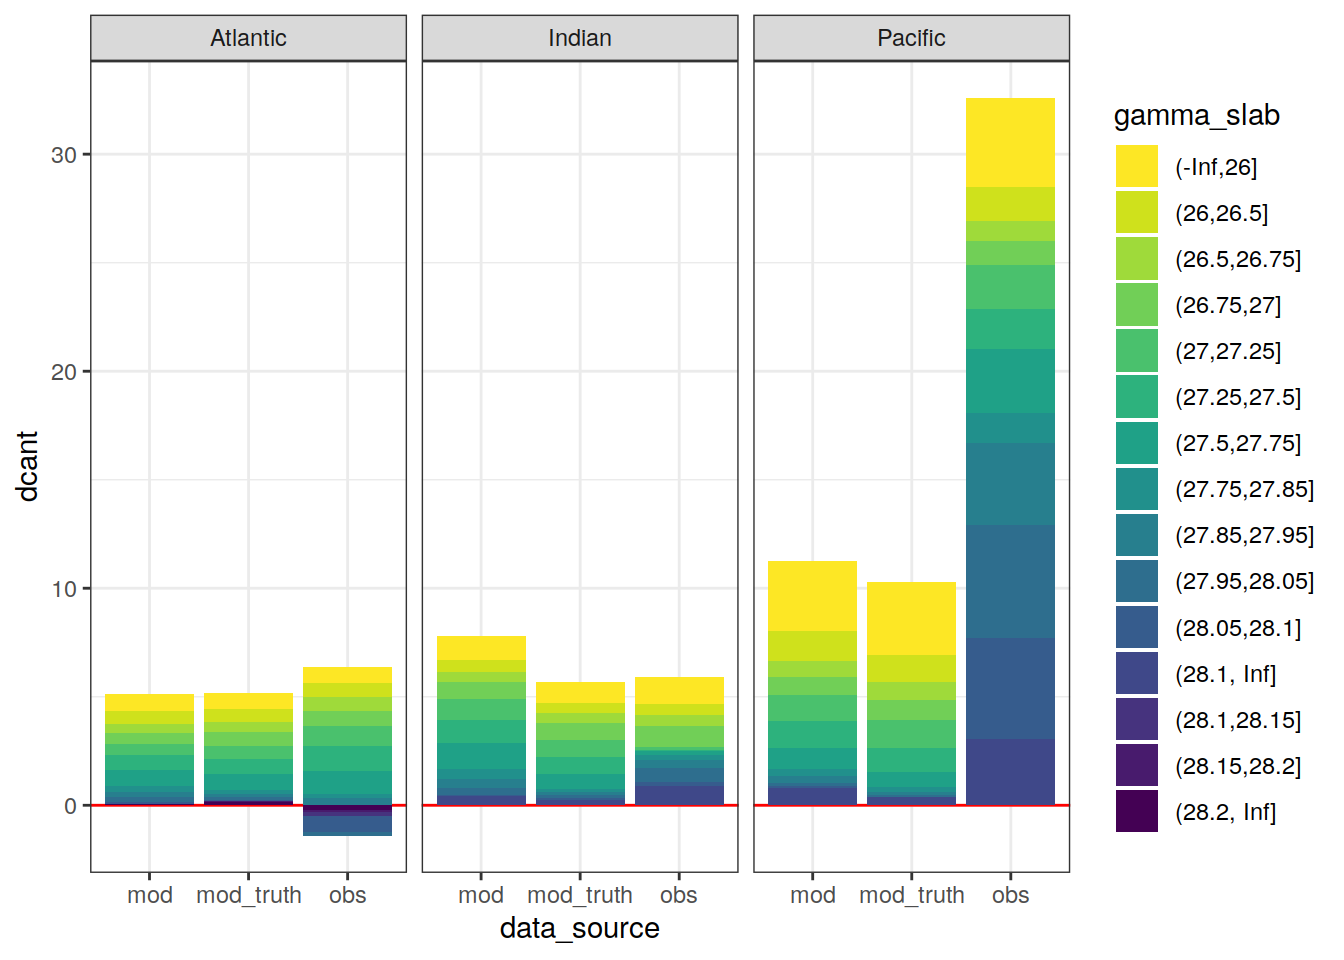 Atlantic
Indian
Pacific
30
20
10
0
dcant
mod
mod_truth
obs
mod
mod_truth
obs
mod
mod_truth
obs
data_source
gamma_slab
(-Inf,26]
(26,26.5]
(26.5,26.75]
(26.75,27]
(27,27.25]
(27.25,27.5]
(27.5,27.75]
(27.75,27.85]
(27.85,27.95]
(27.95,28.05]
(28.05,28.1]
(28.1, Inf]
(28.1,28.15]
(28.15,28.2]
(28.2, Inf]